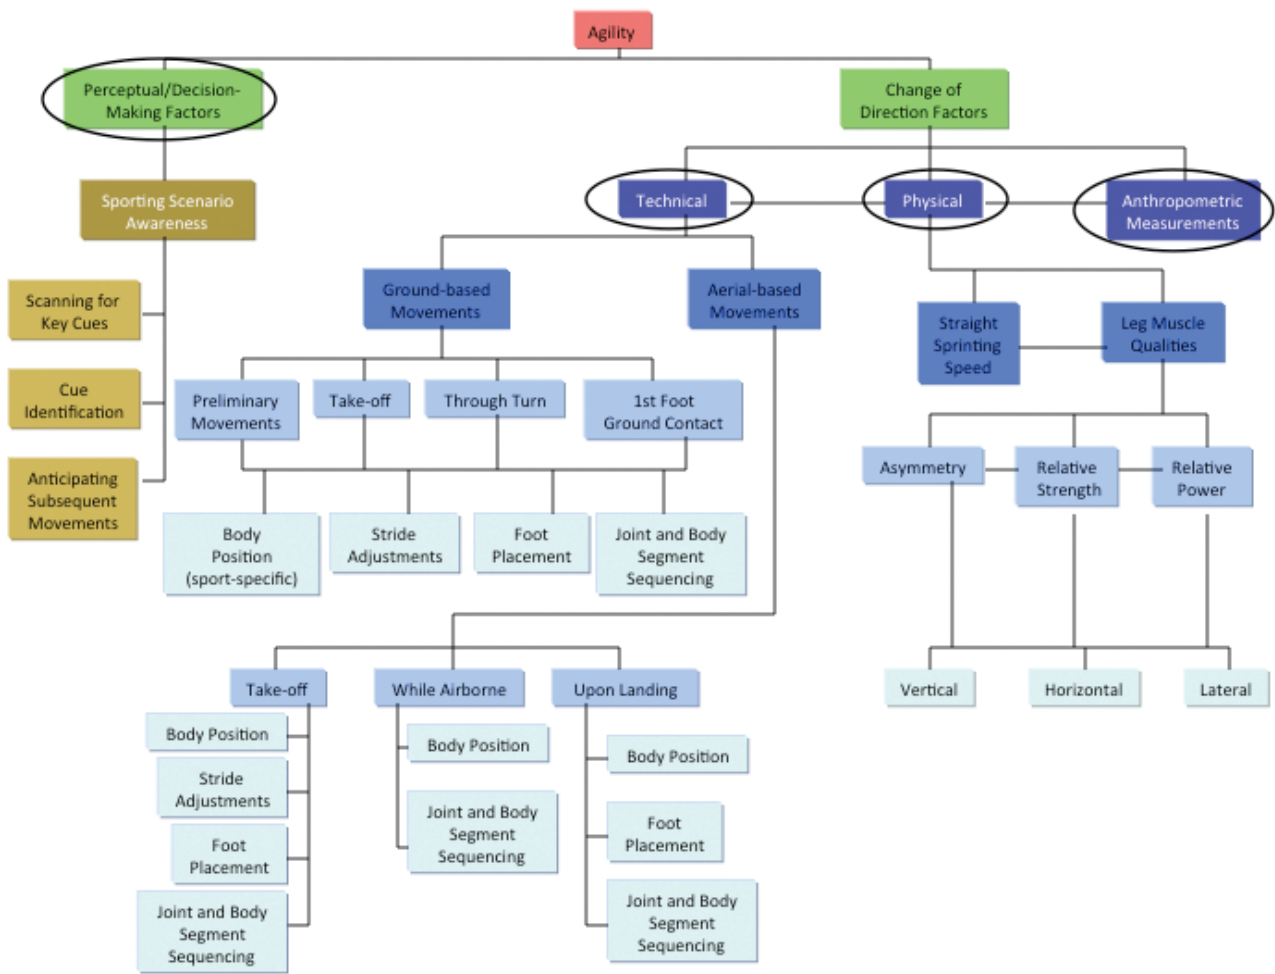 Agility
Perceptual/Decision-
Making Factors
Change of
Direction Factors
Sporting Scenario
Awareness
Technical
Physical
Anthropometric
Measurements
Scanning for
Key Cues
Cue
Identification
Anticipating
Subsequent
Movements
Ground-based
Movements
Aerial-based
Movements
Straight
Sprinting
Speed
Leg Muscle
Qualities
Preliminary
Movements
Take-off
Through Turn
1st Foot
Ground Contact
Asymmetry
Relative
Strength
Relative
Power
Body
Position
(sport-specific)
Stride
Adjustments
Foot
Placement
Joint and Body
Segment
Sequencing
Vertical
Horizontal
Lateral
Take-off
Body Position
Stride
Adjustments
Foot
Placement
Joint and Body
Segment
Sequencing
While Airborne
Body Position
Joint and Body
Segment
Sequencing
Upon Landing
Body Position
Foot
Placement
Joint and Body
Segment
Sequencing